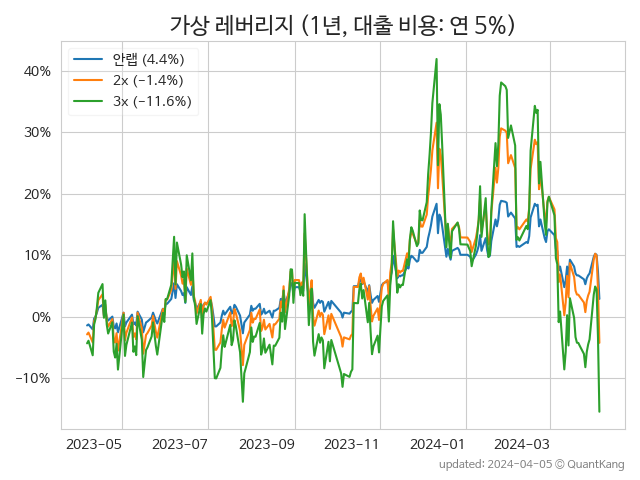 가상 레버리지 (1년, 대출 비용: 연 5%)
안랩 (4.4%)
2x (−1.4%)
3x (−11.6%)
40%
30%
20%
10%
0%
−10%
2023-05 2023-07 2023-09 2023-11 2024-01 2024-03
updated: 2024-04-05 © QuantKang